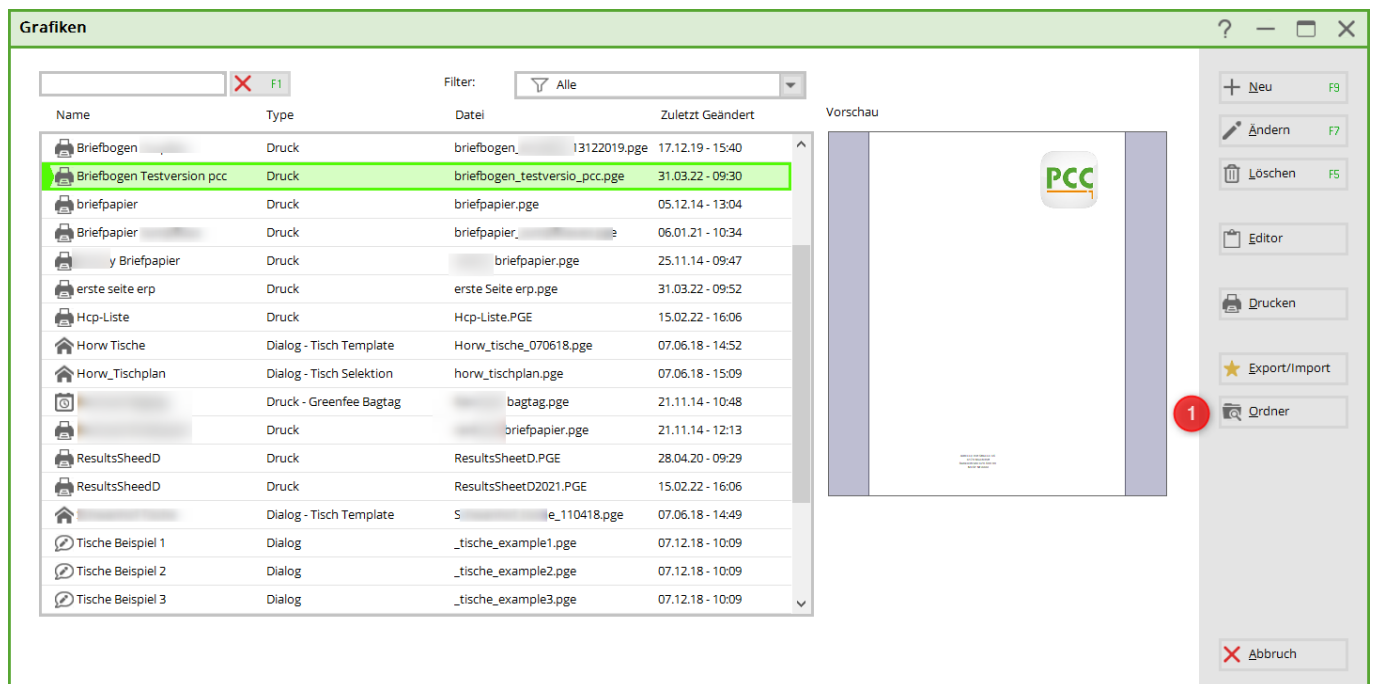 Grafiken
F1 Filter: Alle
Name Type Datei Zuletzt Geändert Vorschau
Briefbogen Druck briefbogen_ 13122019.pge 17.12.19 - 15:40
Briefbogen Testversion pcc Druck briefbogen_testversio_pcc.pge 31.03.22 - 09:30
briefpapier Druck briefpapier.pge 05.12.14 - 13:04
Briefpapier Druck briefpapier_ 06.01.21 - 10:34
y Briefpapier Druck briefpapier.pge 25.11.14 - 09:47
erste seite erp Druck erste Seite erp.pge 31.03.22 - 09:52
Hcp-Liste Druck Hcp-Liste.PGE 15.02.22 - 16:06
Horw Tische Dialog - Tisch Template Horw_tische_070618.pge 07.06.18 - 14:52
Horw_Tischplan Dialog - Tisch Selektion horw_tischplan.pge 07.06.18 - 15:09
Druck - Greenfee Bagtag bagtag.pge 21.11.14 - 10:48
Druck briefpapier.pge 21.11.14 - 12:13
ResultsSheedD Druck ResultsSheetD.PGE 28.04.20 - 09:29
ResultsSheedD Druck ResultsSheetD2021.PGE 15.02.22 - 16:06
Dialog - Tisch Template S e_110418.pge 07.06.18 - 14:49
Tische Beispiel 1 Dialog _tische_example1.pge 07.12.18 - 10:09
Tische Beispiel 2 Dialog _tische_example2.pge 07.12.18 - 10:09
Tische Beispiel 3 Dialog _tische_example3.pge 07.12.18 - 10:09
PCC
Neu F9
Ändern F7
Löschen F5
Editor
Drucken
Export/Import
1 Ordner
Abbruch